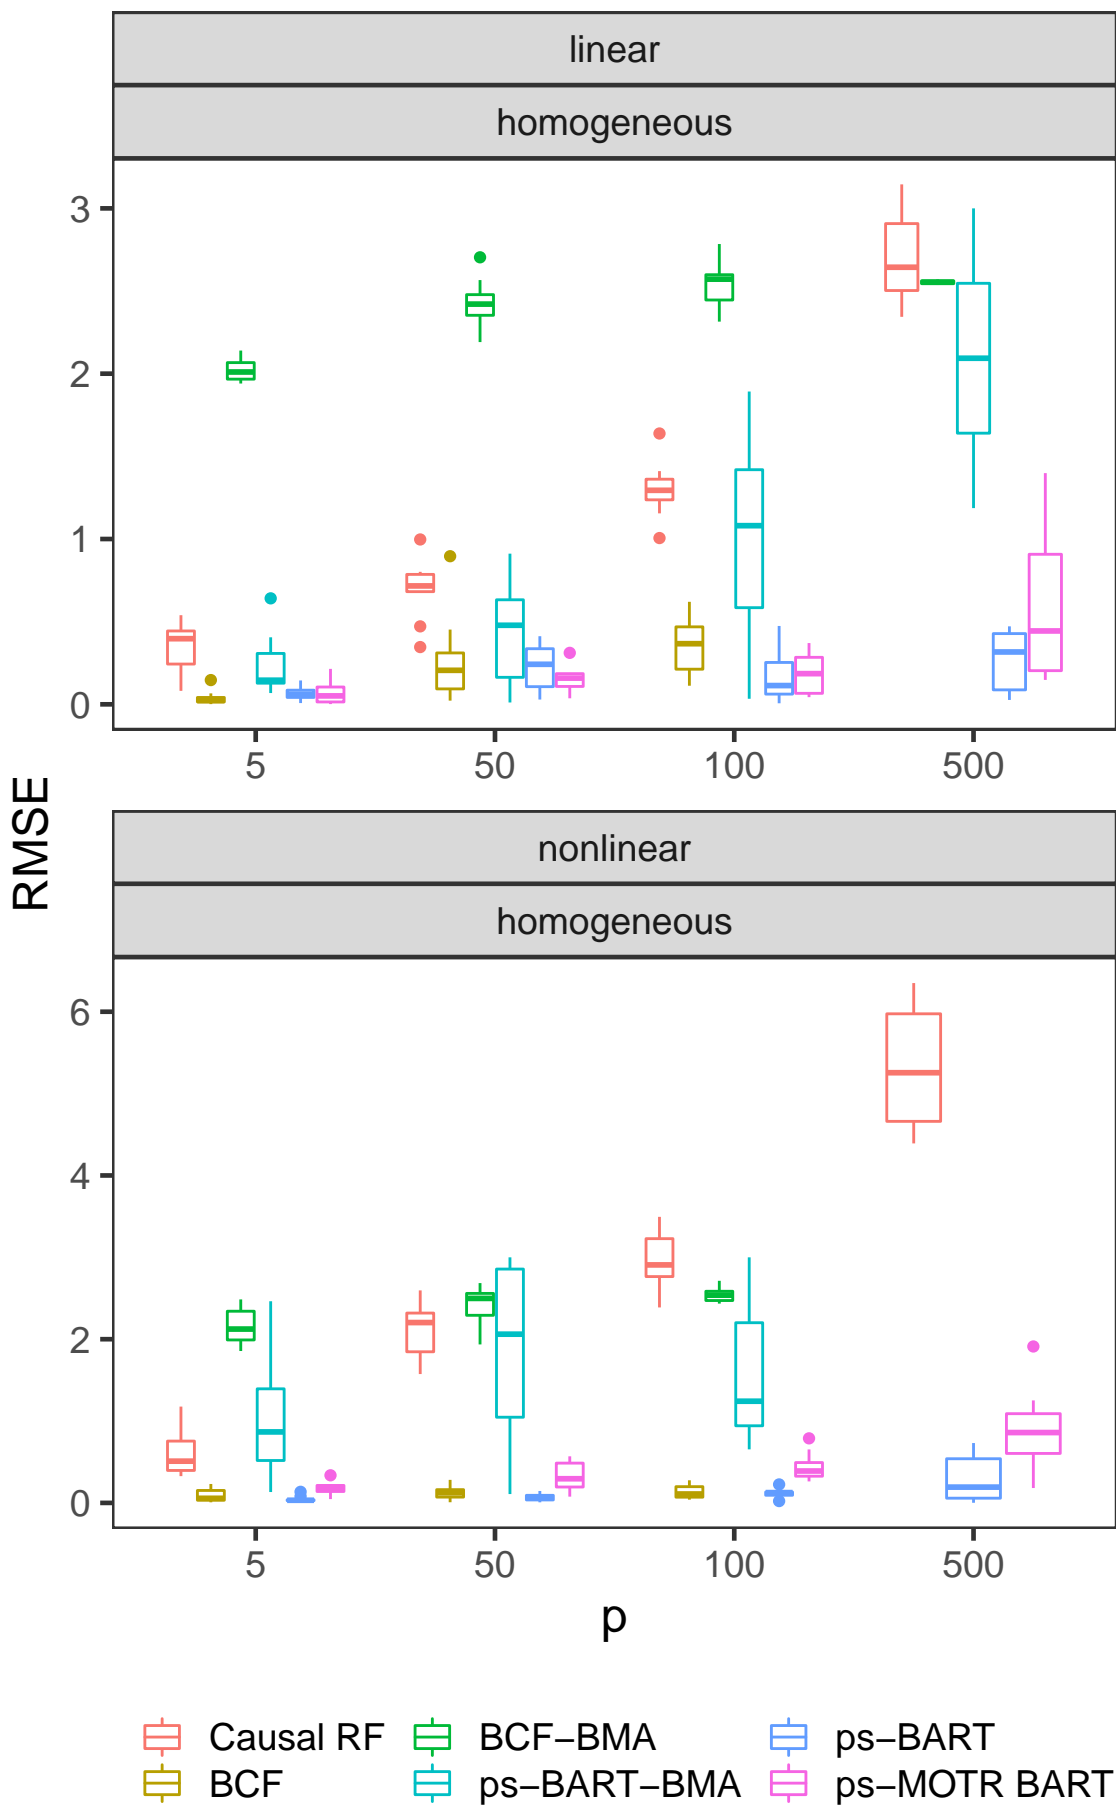 linear
homogeneous
3
2
1
0
5 50 100 500
RMSE
nonlinear
homogeneous
6
4
2
0
5 50 100 500
p
Causal RF BCF−BMA ps−BART
BCF ps−BART−BMA ps−MOTR BART